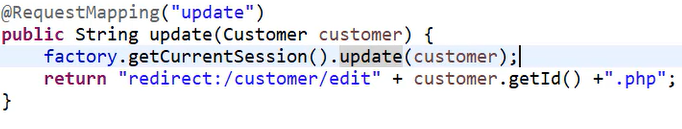 @RequestMapping("update")
public String update(Customer customer) {
factory.getCurrentSession().update(customer);
return "redirect:/customer/edit" + customer.getId() +".php";
}